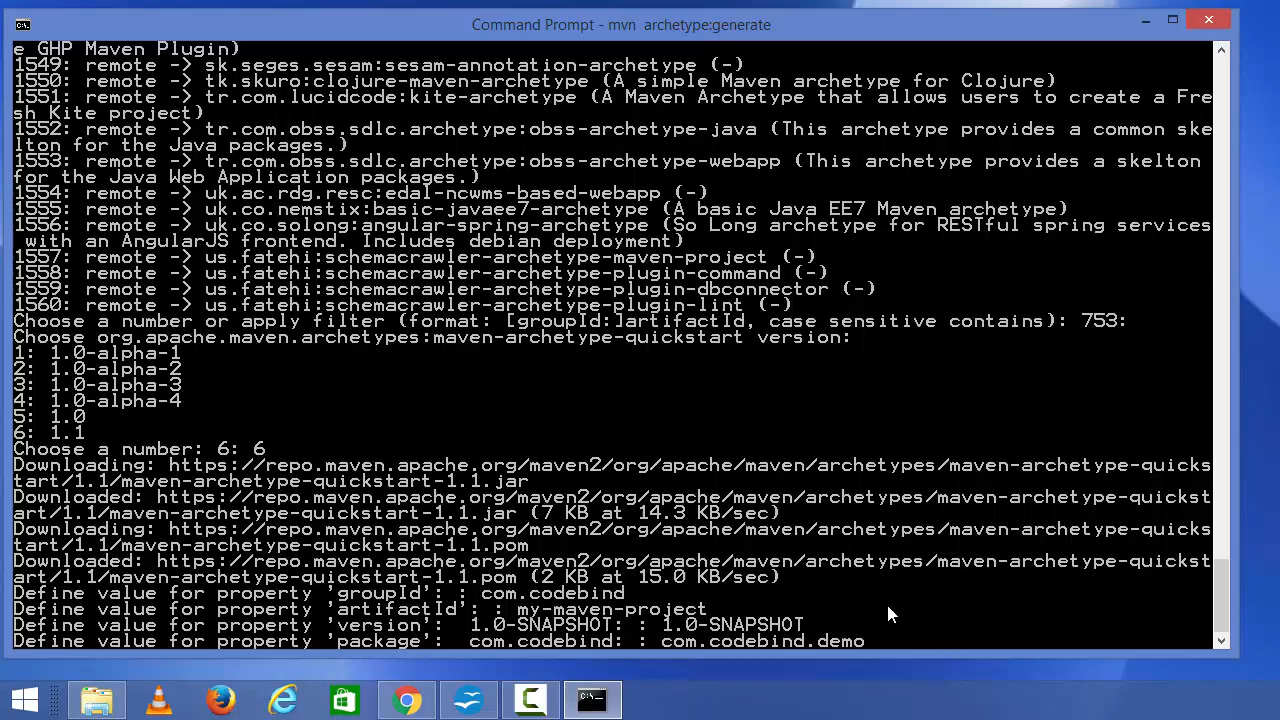 Command Prompt - mvn  archetype:generate
e GHP Maven Plugin)
1549: remote -> sk.seges.sesam:sesam-annotation-archetype (-)
1550: remote -> tk.skuro:clojure-maven-archetype (A simple Maven archetype for Clojure)
1551: remote -> tr.com.lucidcode:kite-archetype (A Maven Archetype that allows users to create a Fre
sh Kite project)
1552: remote -> tr.com.obss.sdlc.archetype:obss-archetype-java (This archetype provides a common ske
lton for the Java packages.)
1553: remote -> tr.com.obss.sdlc.archetype:obss-archetype-webapp (This archetype provides a skelton
for the Java Web Application packages.)
1554: remote -> uk.ac.rdg.resc:edal-ncwms-based-webapp (-)
1555: remote -> uk.co.nemstix:basic-javaee7-archetype (A basic Java EE7 Maven archetype)
1556: remote -> uk.co.solong:angular-spring-archetype (So Long archetype for RESTful spring services
 with an AngularJS frontend. Includes debian deployment)
1557: remote -> us.fatehi:schemacrawler-archetype-maven-project (-)
1558: remote -> us.fatehi:schemacrawler-archetype-plugin-command (-)
1559: remote -> us.fatehi:schemacrawler-archetype-plugin-dbconnector (-)
1560: remote -> us.fatehi:schemacrawler-archetype-plugin-lint (-)
Choose a number or apply filter (format: [groupId:]artifactId, case sensitive contains): 753:
Choose org.apache.maven.archetypes:maven-archetype-quickstart version:
1: 1.0-alpha-1
2: 1.0-alpha-2
3: 1.0-alpha-3
4: 1.0-alpha-4
5: 1.0
6: 1.1
Choose a number: 6: 6
Downloading: https://repo.maven.apache.org/maven2/org/apache/maven/archetypes/maven-archetype-quicks
tart/1.1/maven-archetype-quickstart-1.1.jar
Downloaded: https://repo.maven.apache.org/maven2/org/apache/maven/archetypes/maven-archetype-quickst
art/1.1/maven-archetype-quickstart-1.1.jar (7 KB at 14.3 KB/sec)
Downloading: https://repo.maven.apache.org/maven2/org/apache/maven/archetypes/maven-archetype-quicks
tart/1.1/maven-archetype-quickstart-1.1.pom
Downloaded: https://repo.maven.apache.org/maven2/org/apache/maven/archetypes/maven-archetype-quickst
art/1.1/maven-archetype-quickstart-1.1.pom (2 KB at 15.0 KB/sec)
Define value for property 'groupId': : com.codebind
Define value for property 'artifactId': : my-maven-project
Define value for property 'version':  1.0-SNAPSHOT: : 1.0-SNAPSHOT
Define value for property 'package':  com.codebind: : com.codebind.demo